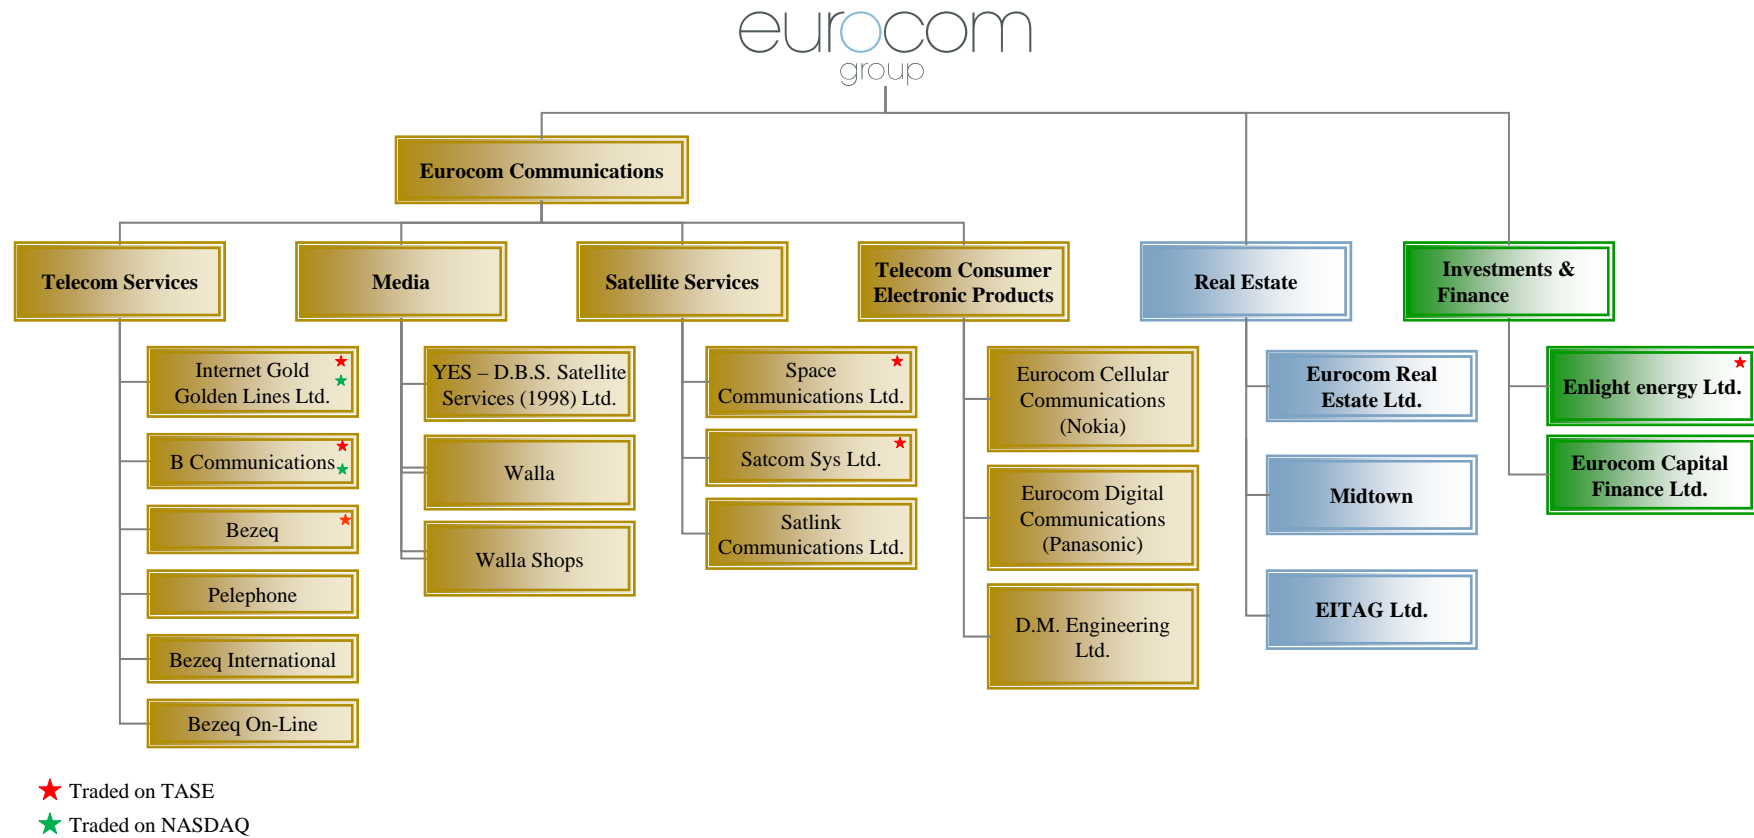 eurocom
group
Eurocom Communications
Telecom Services
Media
Satellite Services
Telecom Consumer
Electronic Products
Real Estate
Investments &
Finance
Internet Gold
Golden Lines Ltd.
B Communications
Bezeq
Pelephone
Bezeq International
Bezeq On-Line
YES – D.B.S. Satellite
Services (1998) Ltd.
Walla
Walla Shops
Space
Communications Ltd.
Satcom Sys Ltd.
Satlink
Communications Ltd.
Eurocom Cellular
Communications
(Nokia)
Eurocom Digital
Communications
(Panasonic)
D.M. Engineering
Ltd.
Eurocom Real
Estate Ltd.
Midtown
EITAG Ltd.
Enlight energy Ltd.
Eurocom Capital
Finance Ltd.
Traded on TASE
Traded on NASDAQ